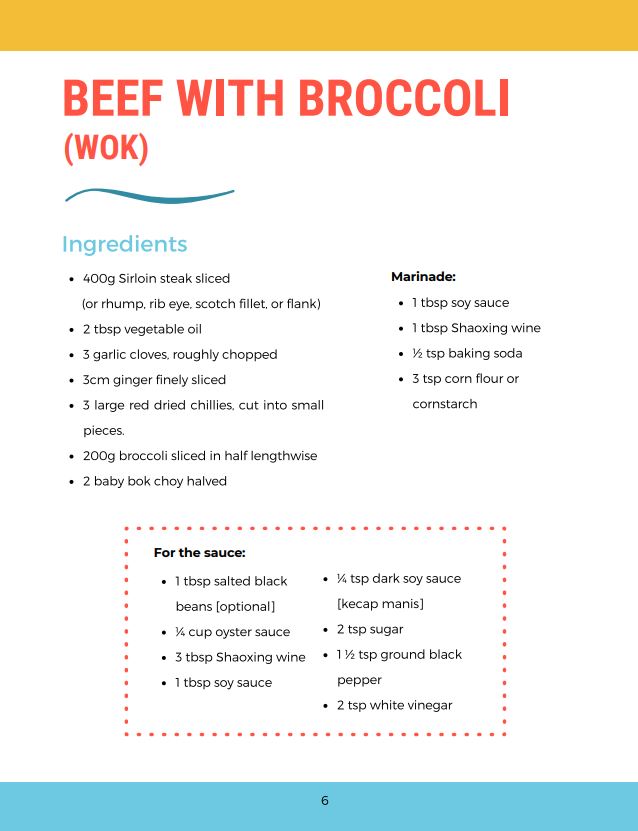 BEEF WITH BROCCOLI
(WOK)
Ingredients
400g Sirloin steak sliced
(or rhump, rib eye, scotch fillet, or flank)
2 tbsp vegetable oil
3 garlic cloves, roughly chopped
3cm ginger finely sliced
3 large red dried chillies, cut into small
pieces.
200g broccoli sliced in half lengthwise
2 baby bok choy halved
Marinade:
1 tbsp soy sauce
1 tbsp Shaoxing wine
½ tsp baking soda
3 tsp corn flour or
cornstarch
For the sauce:
1 tbsp salted black
beans [optional]
¼ cup oyster sauce
3 tbsp Shaoxing wine
1 tbsp soy sauce
¼ tsp dark soy sauce
[kecap manis]
2 tsp sugar
1 ½ tsp ground black
pepper
2 tsp white vinegar
6